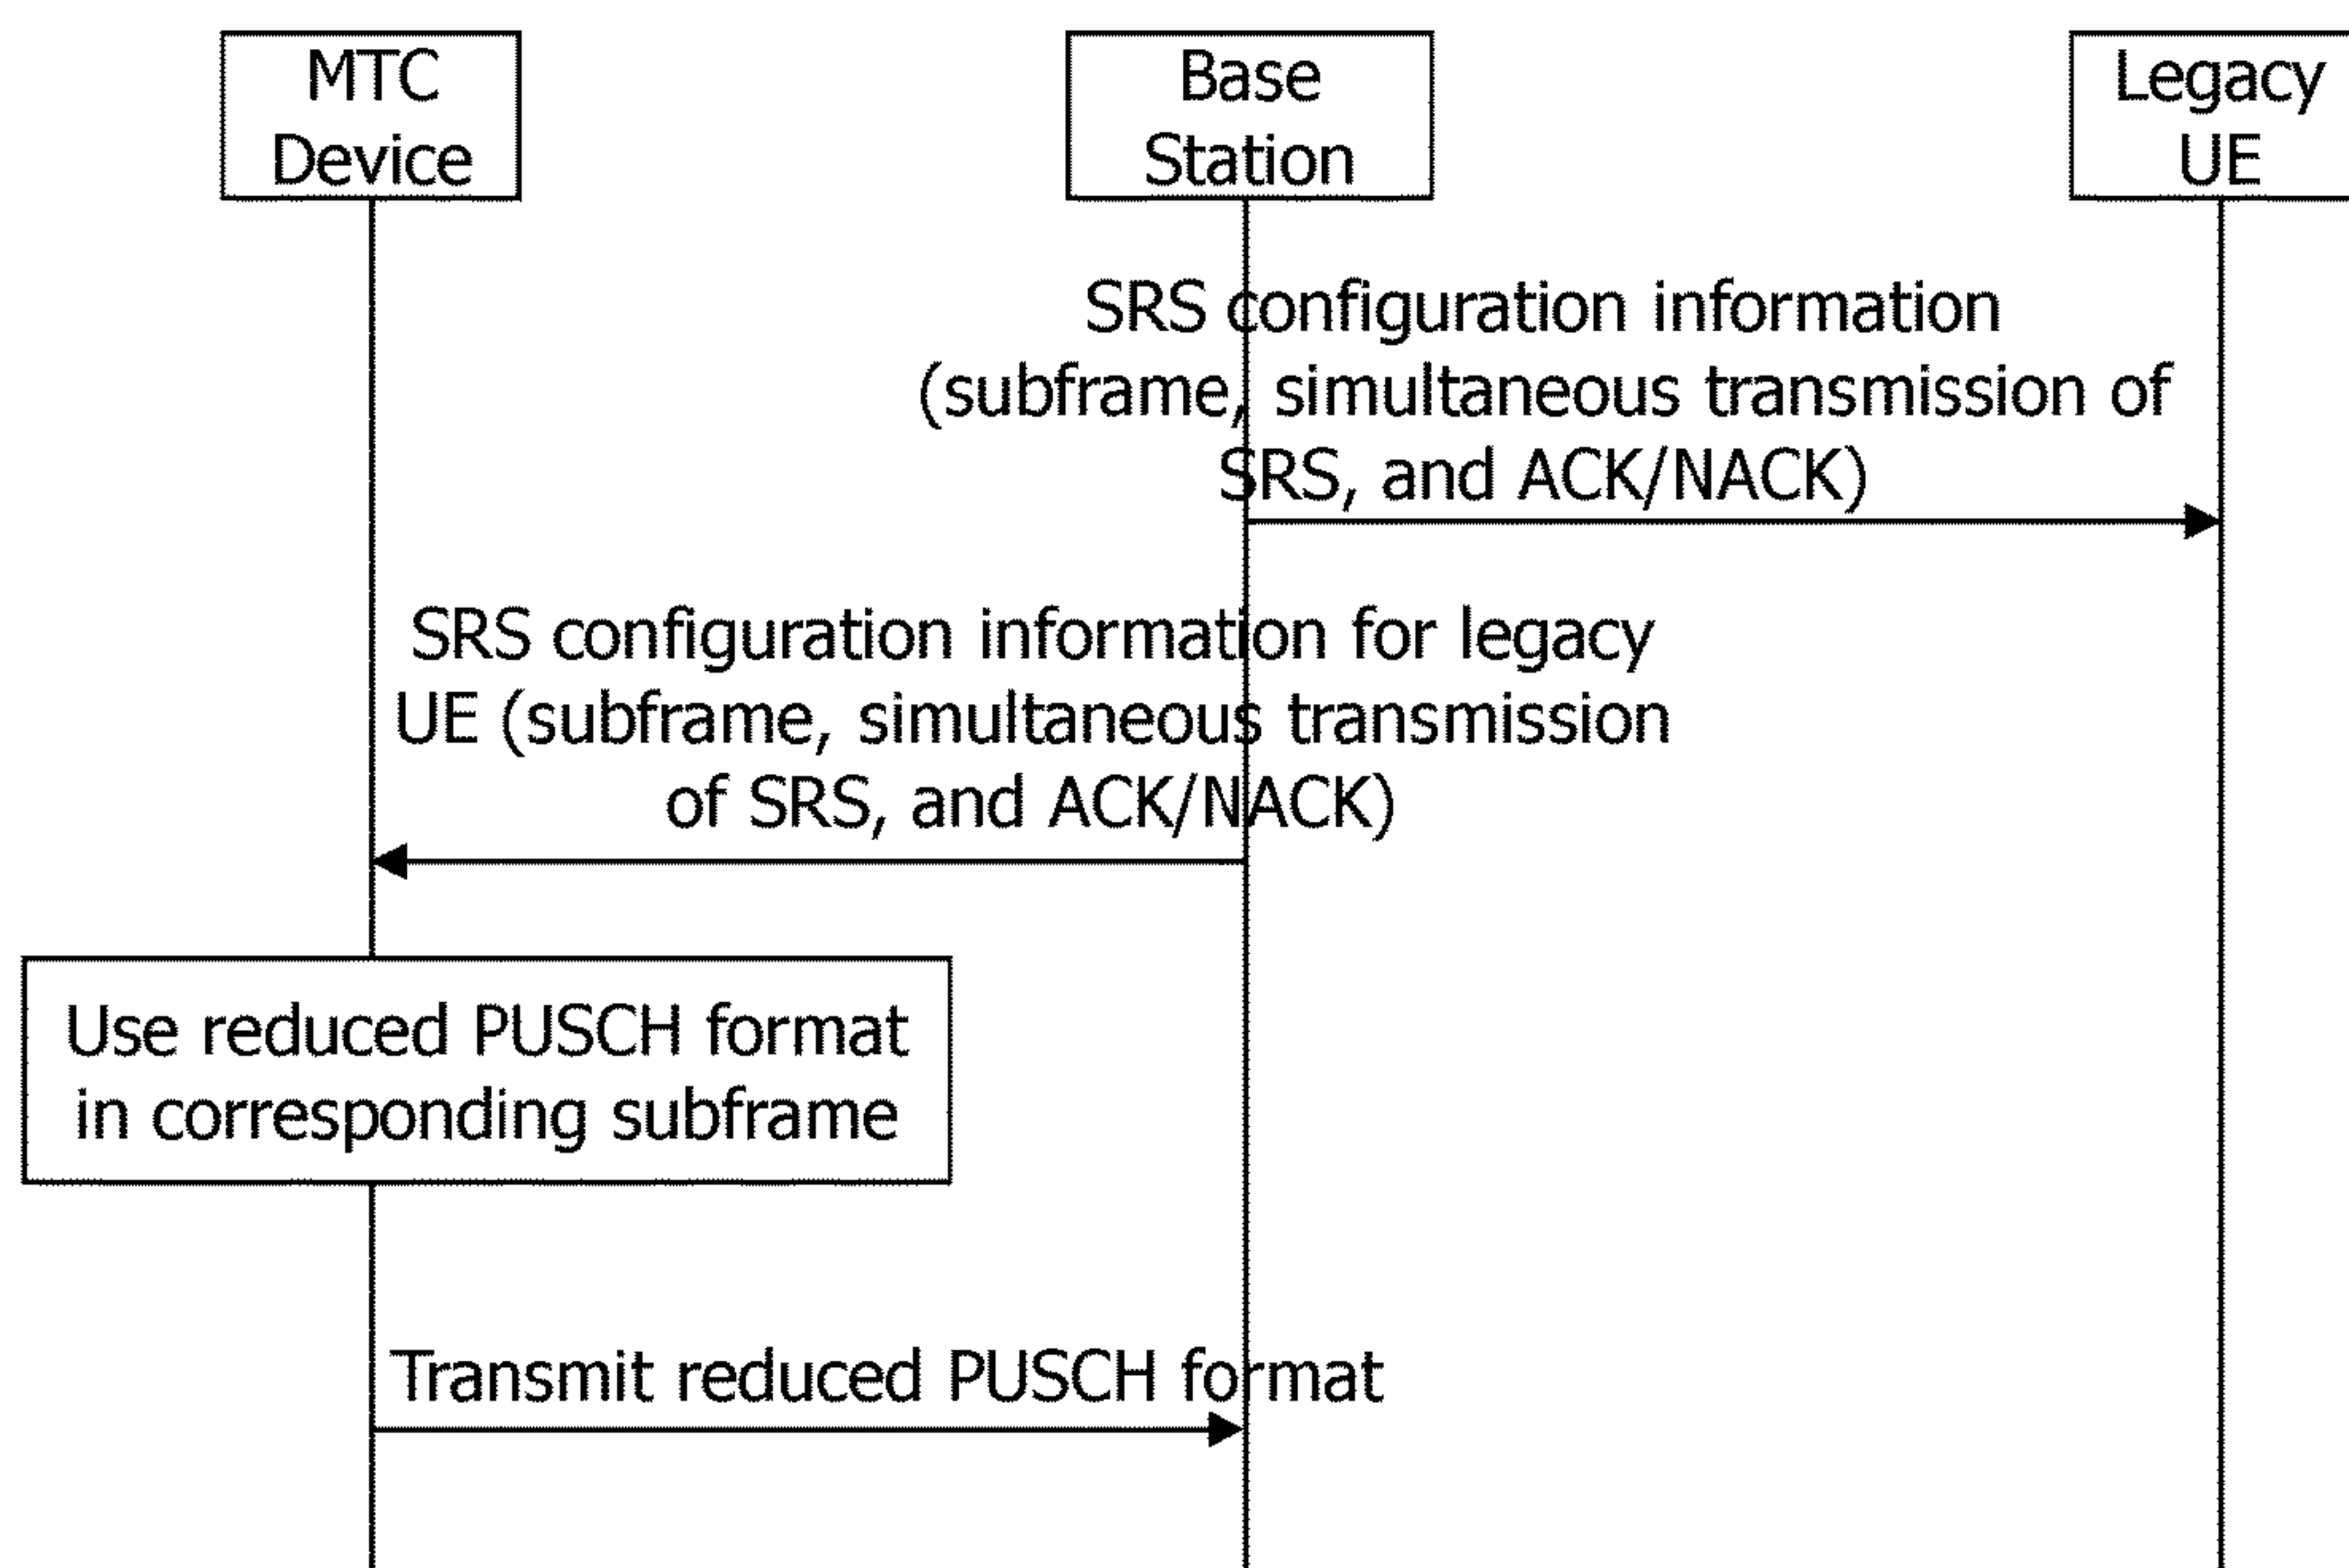 MTC
Device
Base
Station
Legacy
UE
SRS configuration information
(subframe, simultaneous transmission of
SRS, and ACK/NACK)
SRS configuration information for legacy
UE (subframe, simultaneous transmission
of SRS, and ACK/NACK)
Use reduced PUSCH format
in corresponding subframe
Transmit reduced PUSCH format